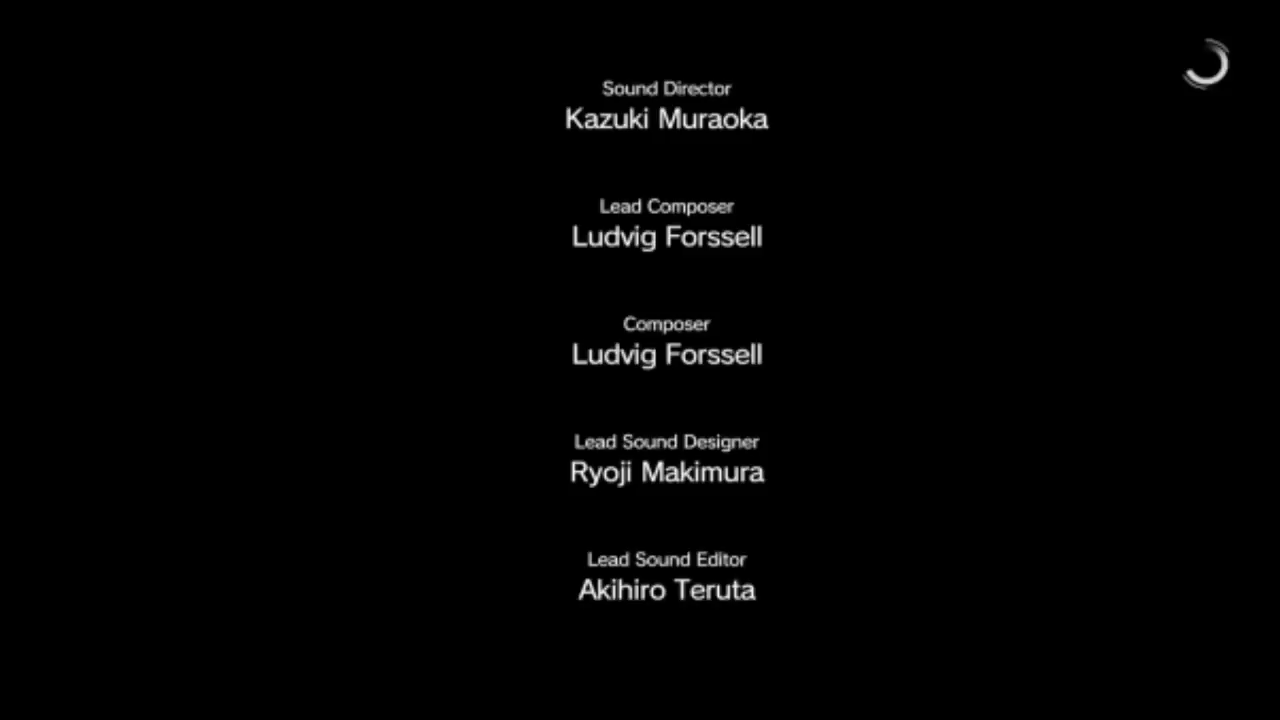 Sound Director
Kazuki Muraoka
Lead Composer
Ludvig Forssell
Composer
Ludvig Forssell
Lead Sound Designer
Ryoji Makimura
Lead Sound Editor
Akihiro Teruta